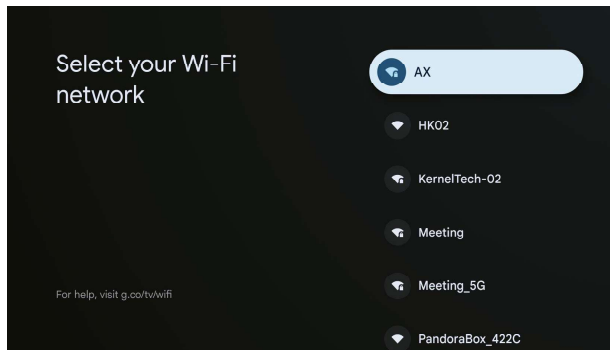 Select your Wi-Fi
network
AX
HK02
KernelTech-02
Meeting
Meeting_5G
For help, visit g.co/tv/wifi
PandoraBox_422C